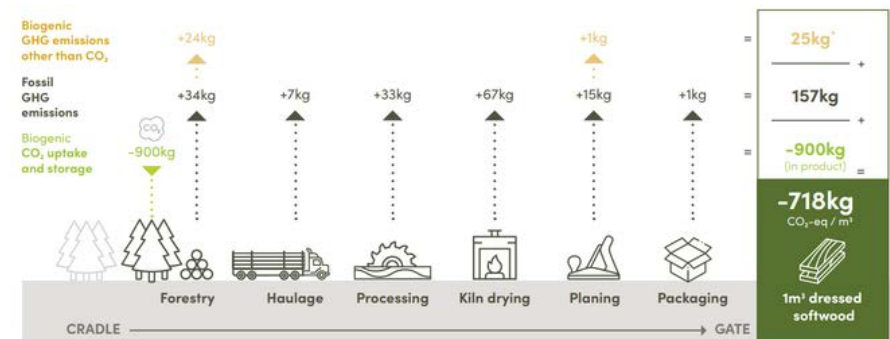 Biogenic
GHG emissions
other than CO₂
+24kg
+1kg
=
25kg*
+
Fossil
GHG
emissions
+34kg
+7kg
+33kg
+67kg
+15kg
+1kg
=
157kg
+
Biogenic
CO₂ uptake
and storage
CO₂
-900kg
=
-900kg
(in product)
=
-718kg
CO₂-eq / m³
Forestry
Haulage
Processing
Kiln drying
Planing
Packaging
1m³ dressed
softwood
CRADLE
GATE